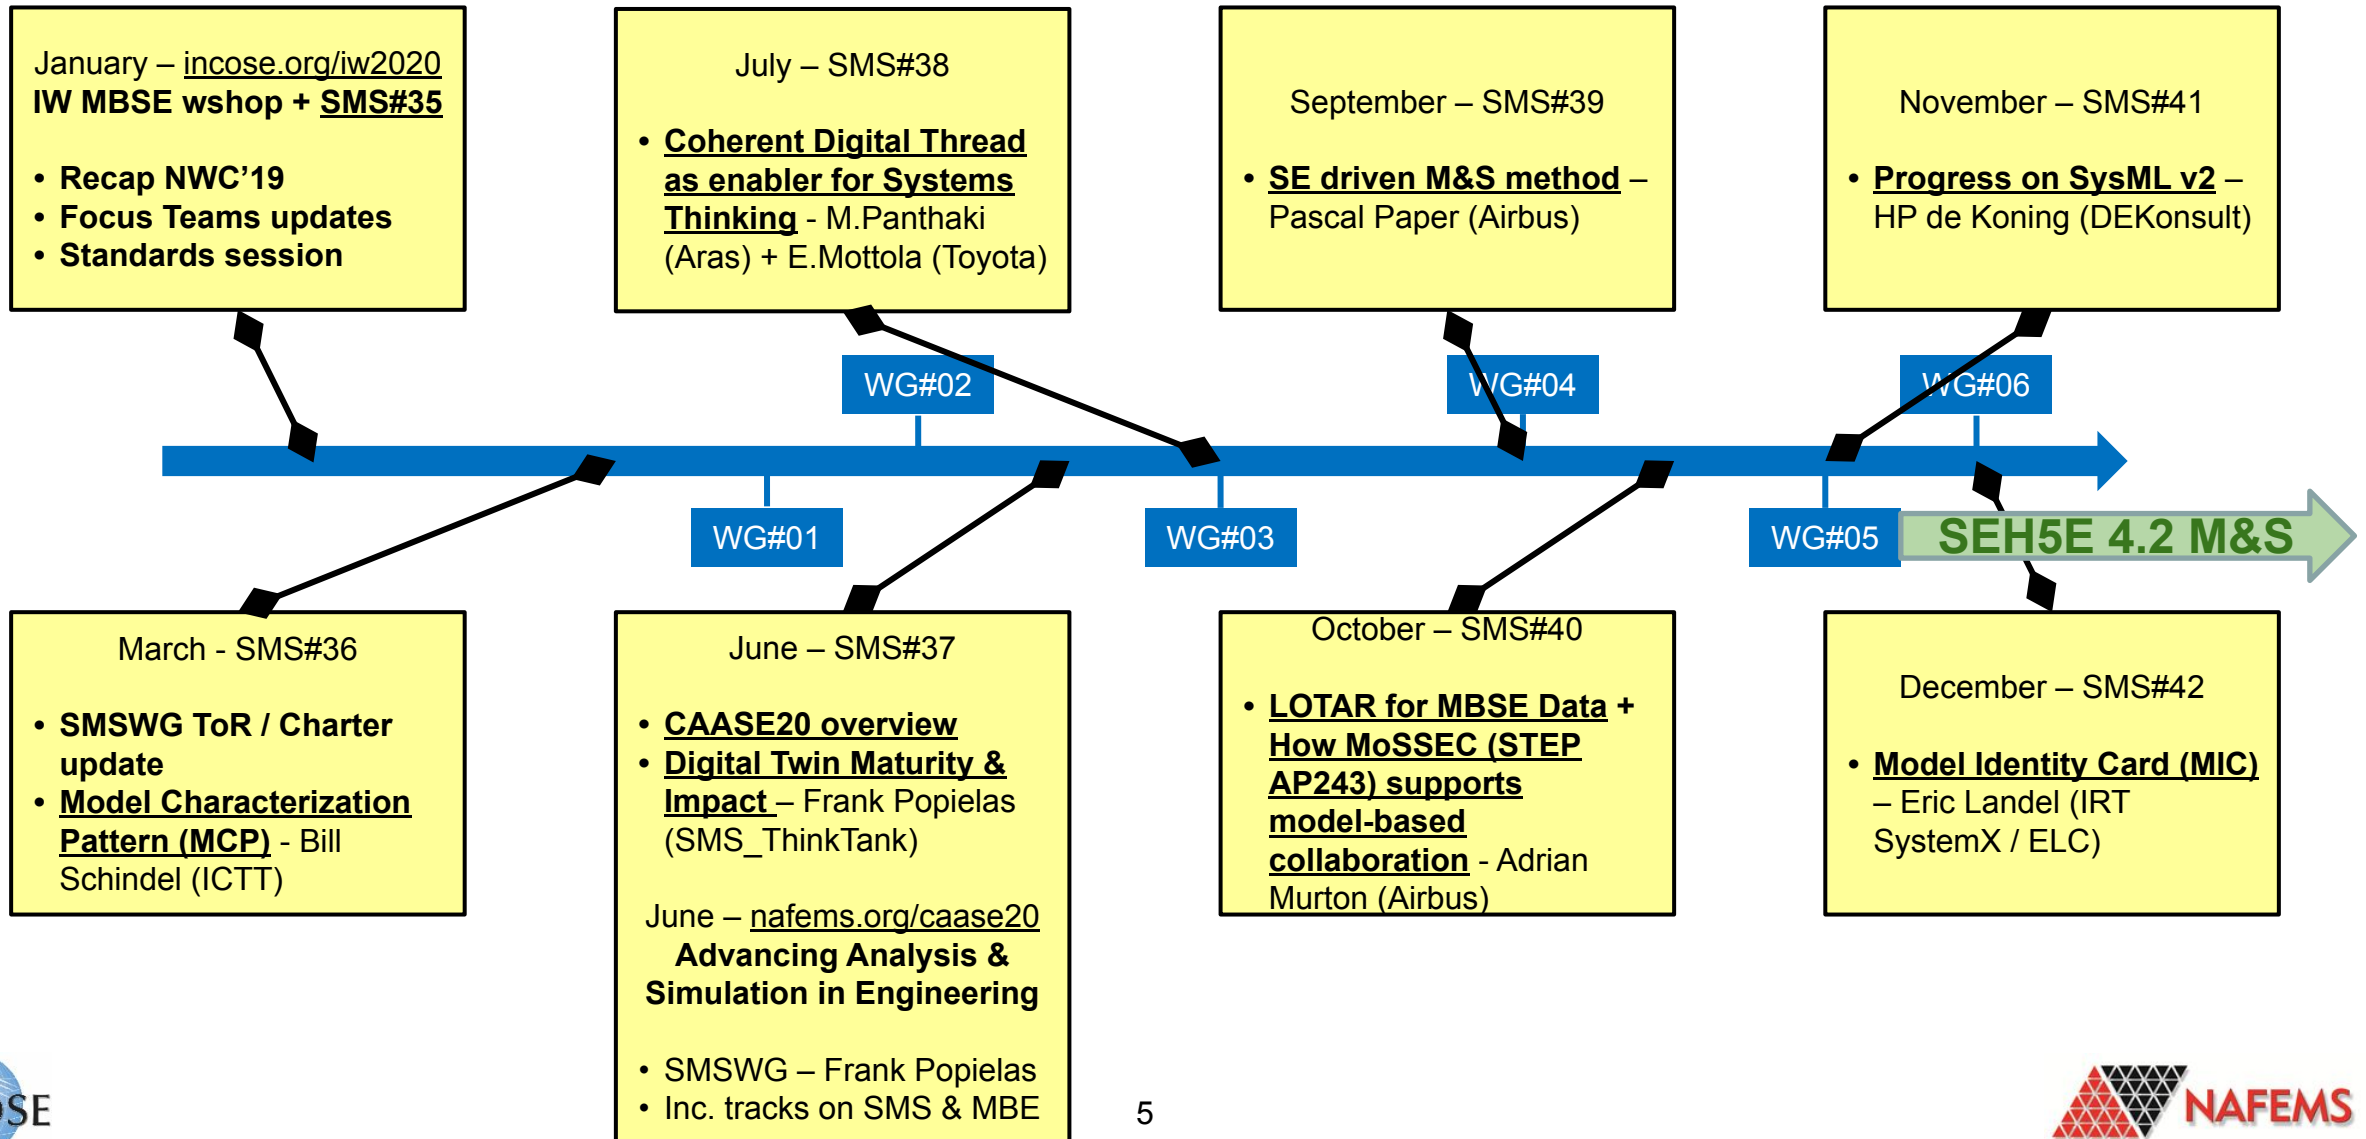 January – incose.org/iw2020
IW MBSE wshop + SMS#35
• Recap NWC’19
• Focus Teams updates
• Standards session
July – SMS#38
• Coherent Digital Thread
as enabler for Systems
Thinking - M.Panthaki
(Aras) + E.Mottola (Toyota)
September – SMS#39
• SE driven M&S method –
Pascal Paper (Airbus)
November – SMS#41
• Progress on SysML v2 –
HP de Koning (DEKonsult)
WG#02
WG#04
WG#06
WG#01
WG#03
WG#05
SEH5E 4.2 M&S
March - SMS#36
• SMSWG ToR / Charter
update
• Model Characterization
Pattern (MCP) - Bill
Schindel (ICTT)
June – SMS#37
• CAASE20 overview
• Digital Twin Maturity &
Impact – Frank Popielas
(SMS_ThinkTank)
June – nafems.org/caase20
Advancing Analysis &
Simulation in Engineering
• SMSWG – Frank Popielas
• Inc. tracks on SMS & MBE
October – SMS#40
• LOTAR for MBSE Data +
How MoSSEC (STEP
AP243) supports
model-based
collaboration - Adrian
Murton (Airbus)
December – SMS#42
• Model Identity Card (MIC)
– Eric Landel (IRT
SystemX / ELC)
5
NAFEMS